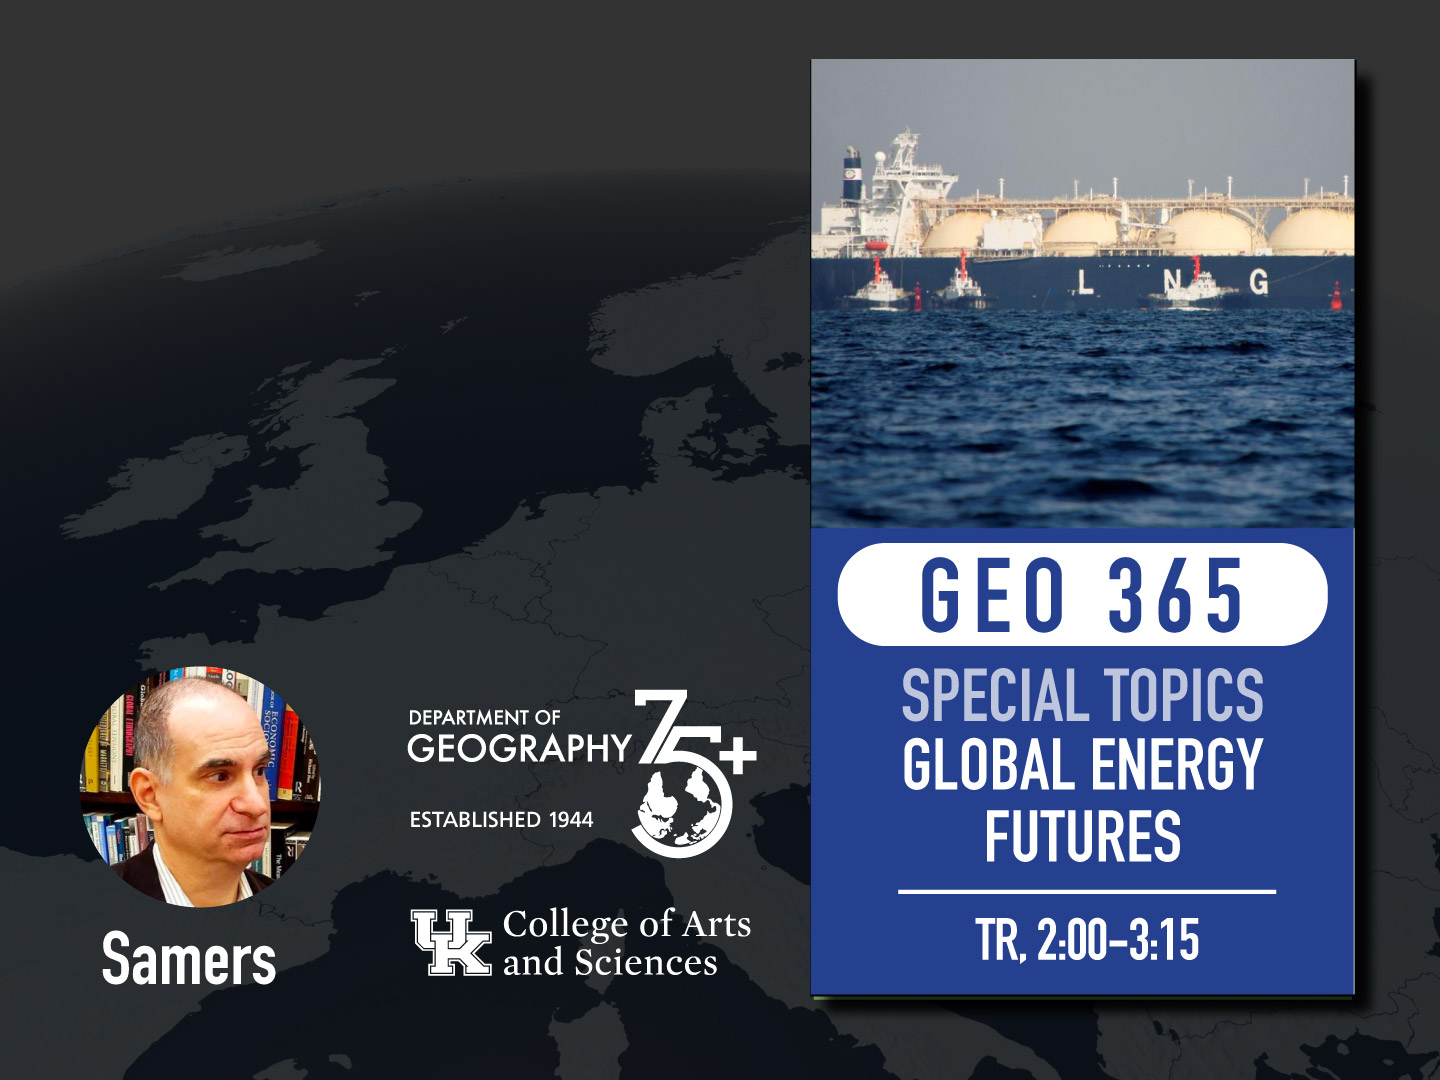 L N G
GEO 365
SPECIAL TOPICS
GLOBAL ENERGY
FUTURES
TR, 2:00–3:15
DEPARTMENT OF
GEOGRAPHY
75+
ESTABLISHED 1944
UK
College of Arts
and Sciences
Samers